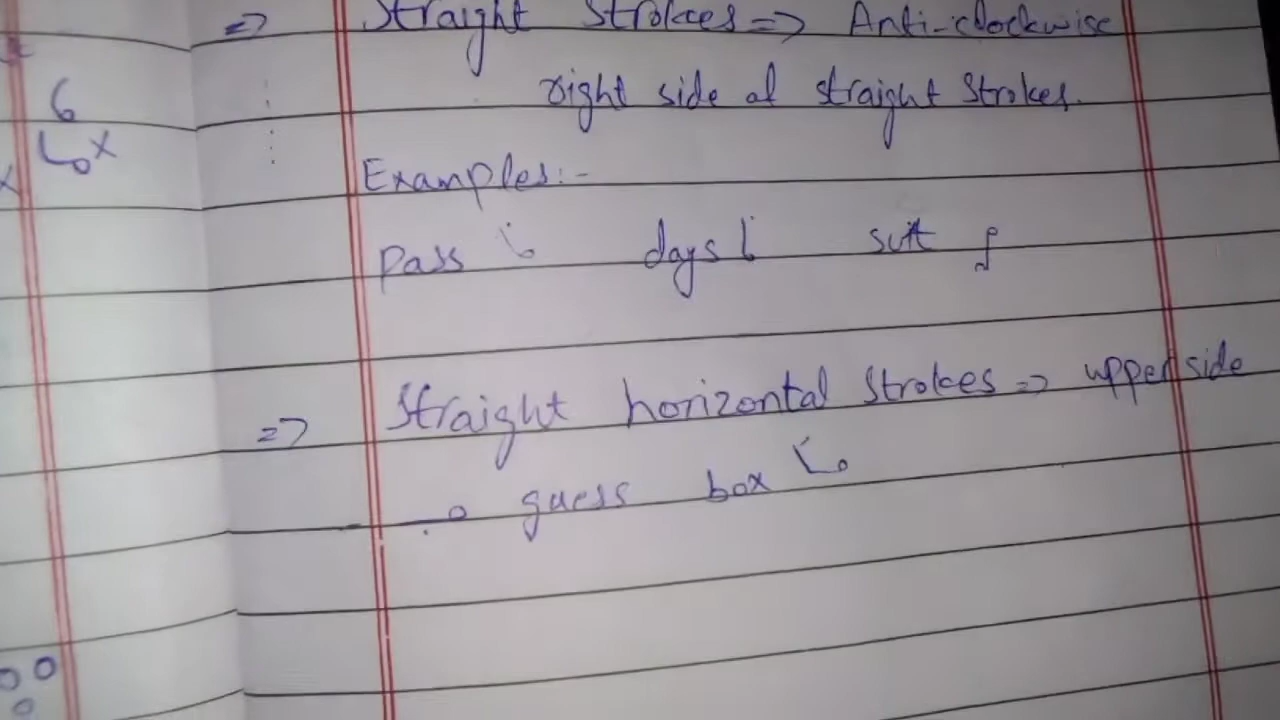 6
x
x
=> Straight Strokes => Anti-clockwise
right side of straight Strokes.
Examples:-
pass days suit
=> Straight horizontal Strokes => upper side
guess box